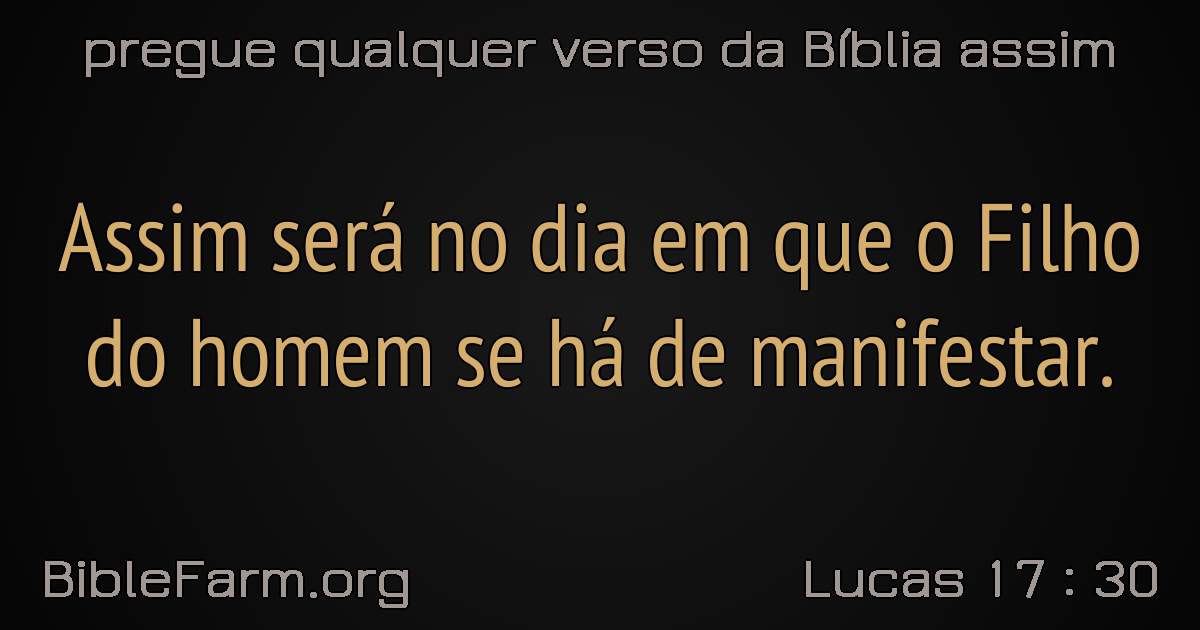 pregue qualquer verso da Bíblia assim
Assim será no dia em que o Filho
do homem se há de manifestar.
BibleFarm.org
Lucas 17 : 30